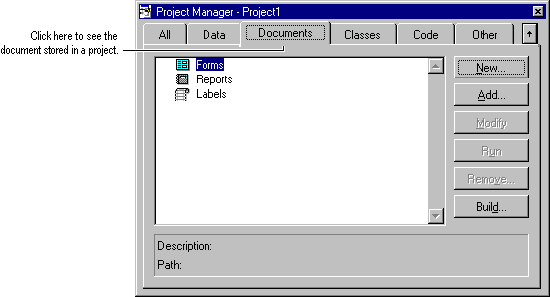 Project Manager - Project1
Click here to see the
document stored in a project.
All Data Documents Classes Code Other
Forms
Reports
Labels
New...
Add...
Modify
Run
Remove...
Build...
Description:
Path: